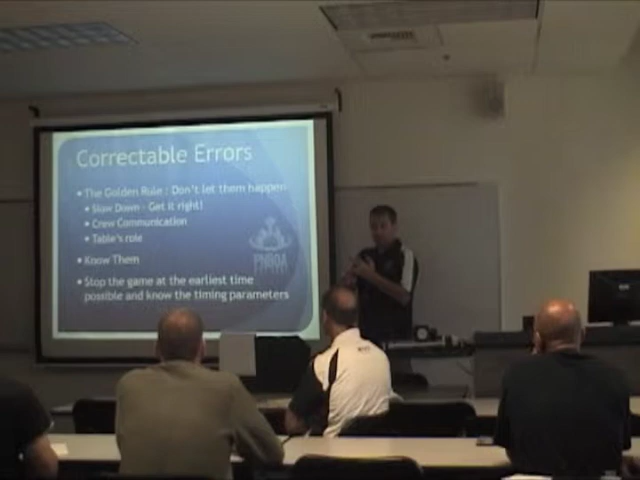 Correctable Errors
• The Golden Rule : Don't let them happen
• Slow Down - Get it right!
• Crew Communication
• Table's role
• Know Them
• Stop the game at the earliest time
possible and know the timing parameters